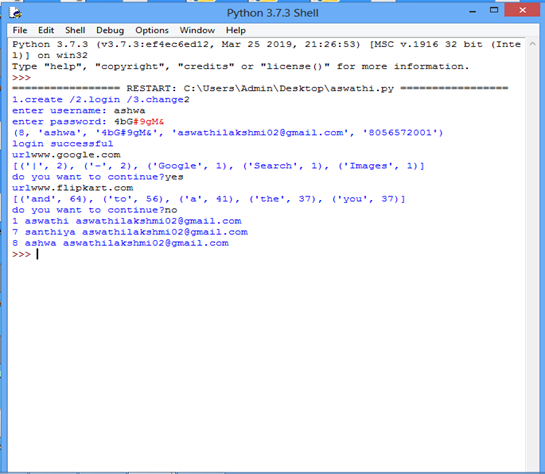 Python 3.7.3 Shell
File Edit Shell Debug Options Window Help
Python 3.7.3 (v3.7.3:ef4ec6ed12, Mar 25 2019, 21:26:53) [MSC v.1916 32 bit (Inte
l)] on win32
Type "help", "copyright", "credits" or "license()" for more information.
>>>
================= RESTART: C:\Users\Admin\Desktop\aswathi.py =================
1.create /2.login /3.change2
enter username: ashwa
enter password: 4bG#9gM&
(8, 'ashwa', '4bG#9gM&', 'aswathilakshmi02@gmail.com', '8056572001')
login successful
urlwww.google.com
[('|', 2), ('-', 2), ('Google', 1), ('Search', 1), ('Images', 1)]
do you want to continue?yes
urlwww.flipkart.com
[('and', 64), ('to', 56), ('a', 41), ('the', 37), ('you', 37)]
do you want to continue?no
1 aswathi aswathilakshmi02@gmail.com
7 santhiya aswathilakshmi02@gmail.com
8 ashwa aswathilakshmi02@gmail.com
>>>